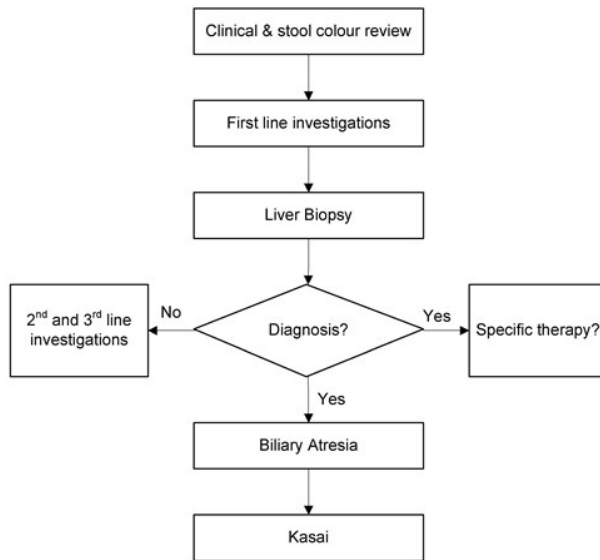 Clinical & stool colour review
First line investigations
Liver Biopsy
2nd and 3rd line
investigations
No
Diagnosis?
Yes
Specific therapy?
Yes
Biliary Atresia
Kasai